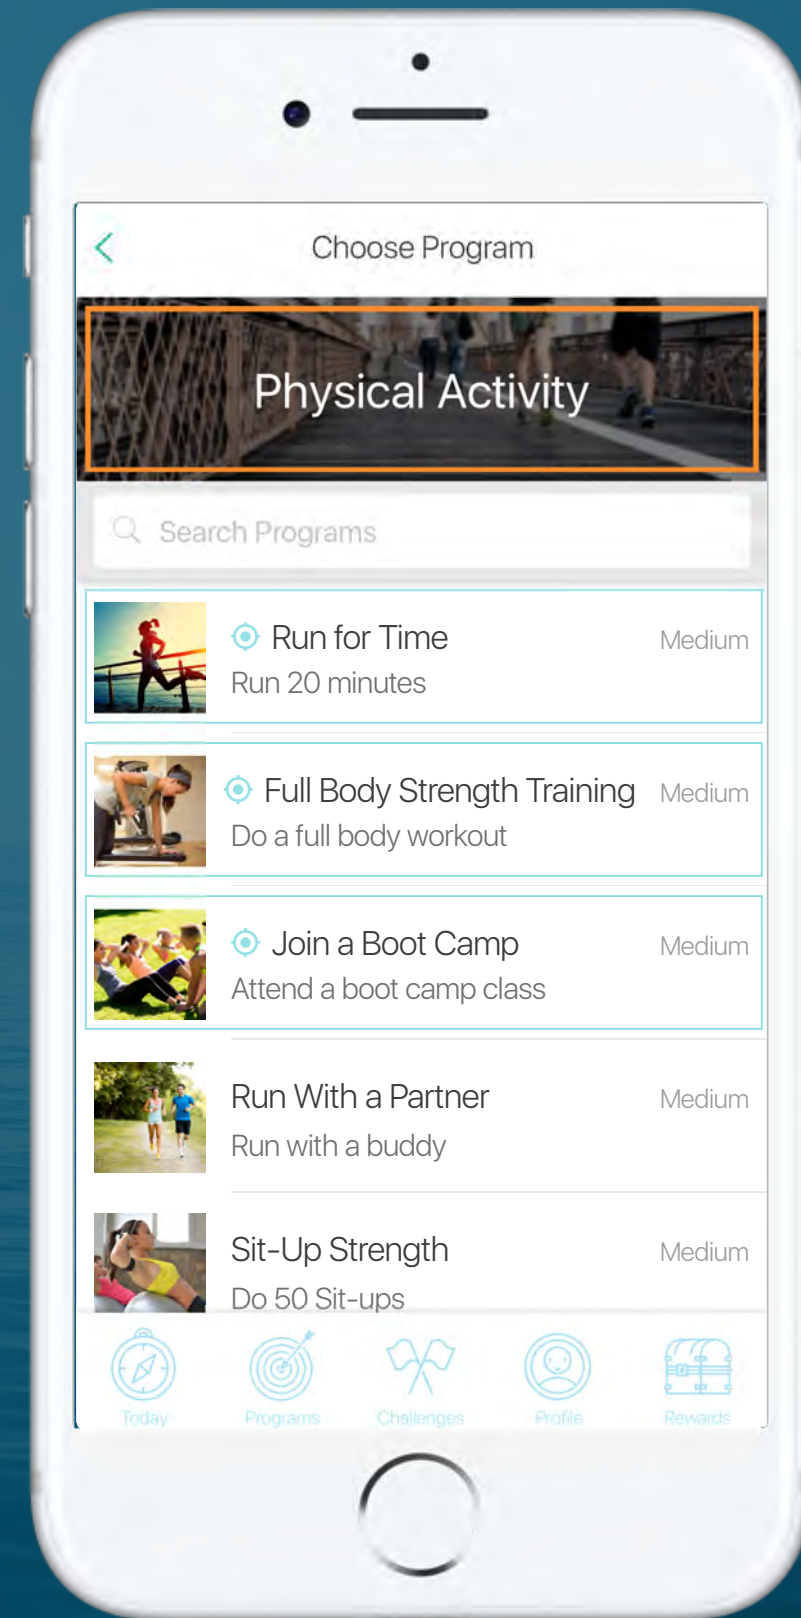 Choose Program
Physical Activity
Search Programs
Run for Time Medium
Run 20 minutes
Full Body Strength Training Medium
Do a full body workout
Join a Boot Camp Medium
Attend a boot camp class
Run With a Partner Medium
Run with a buddy
Sit-Up Strength Medium
Do 50 Sit-ups
Today Programs Challenges Profile Rewards